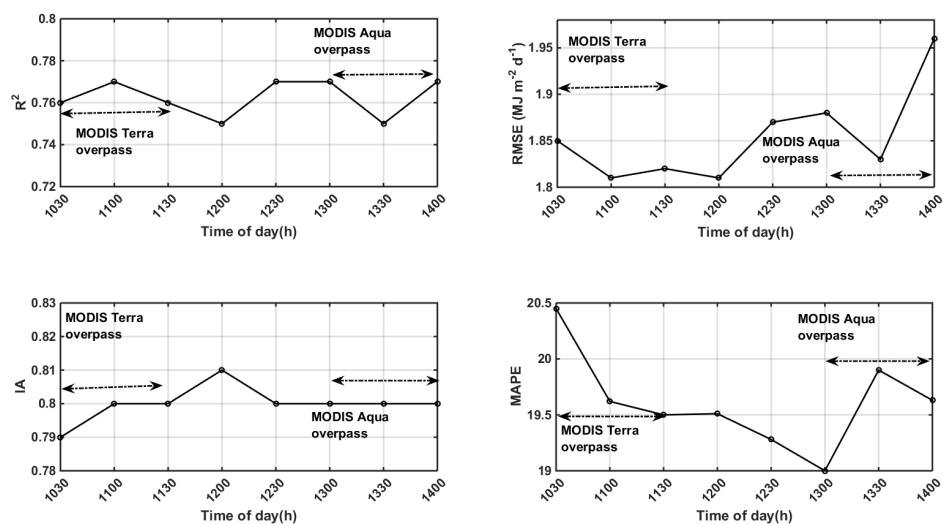 0.8
0.78
0.76
0.74
0.72
R²
MODIS Aqua
overpass
MODIS Terra
overpass
1030
1100
1130
1200
1230
1300
1330
1400
Time of day(h)
1.95
1.9
1.85
1.8
RMSE (MJ m⁻² d⁻¹)
MODIS Terra
overpass
MODIS Aqua
overpass
1030
1100
1130
1200
1230
1300
1330
1400
Time of day(h)
0.83
0.82
0.81
0.8
0.79
0.78
IA
MODIS Terra
overpass
MODIS Aqua
overpass
1030
1100
1130
1200
1230
1300
1330
1400
Time of day(h)
20.5
20
19.5
19
MAPE
MODIS Aqua
overpass
MODIS Terra
overpass
1030
1100
1130
1200
1230
1300
1330
1400
Time of day(h)